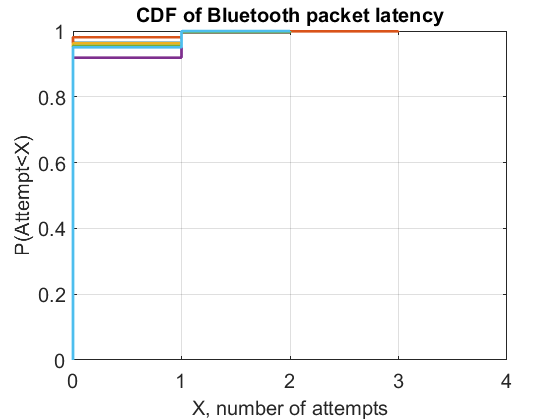 CDF of Bluetooth packet latency
1
0.8
0.6
0.4
0.2
0
P(Attempt<X)
0 1 2 3 4
X, number of attempts